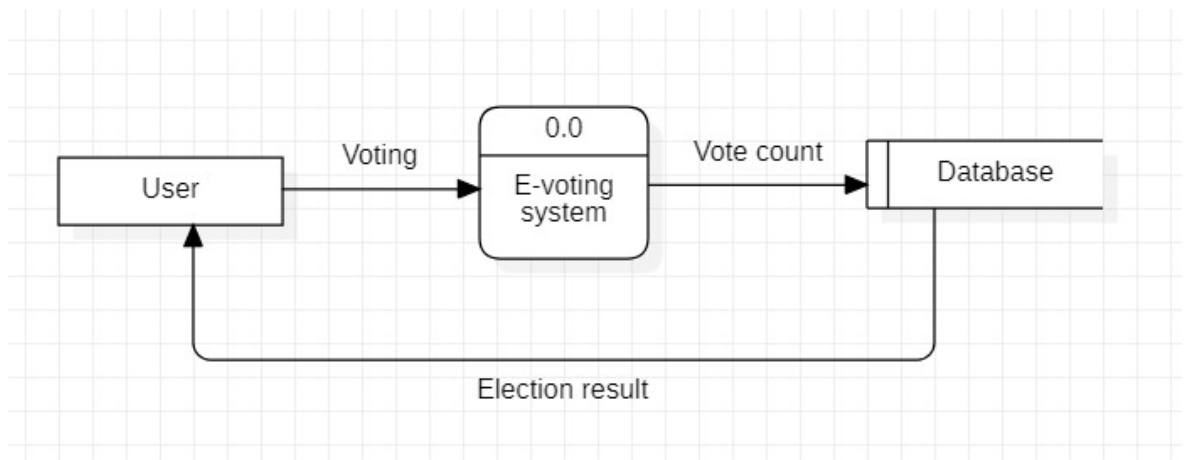 0.0
Voting
Vote count
User
E-voting
system
Database
Election result